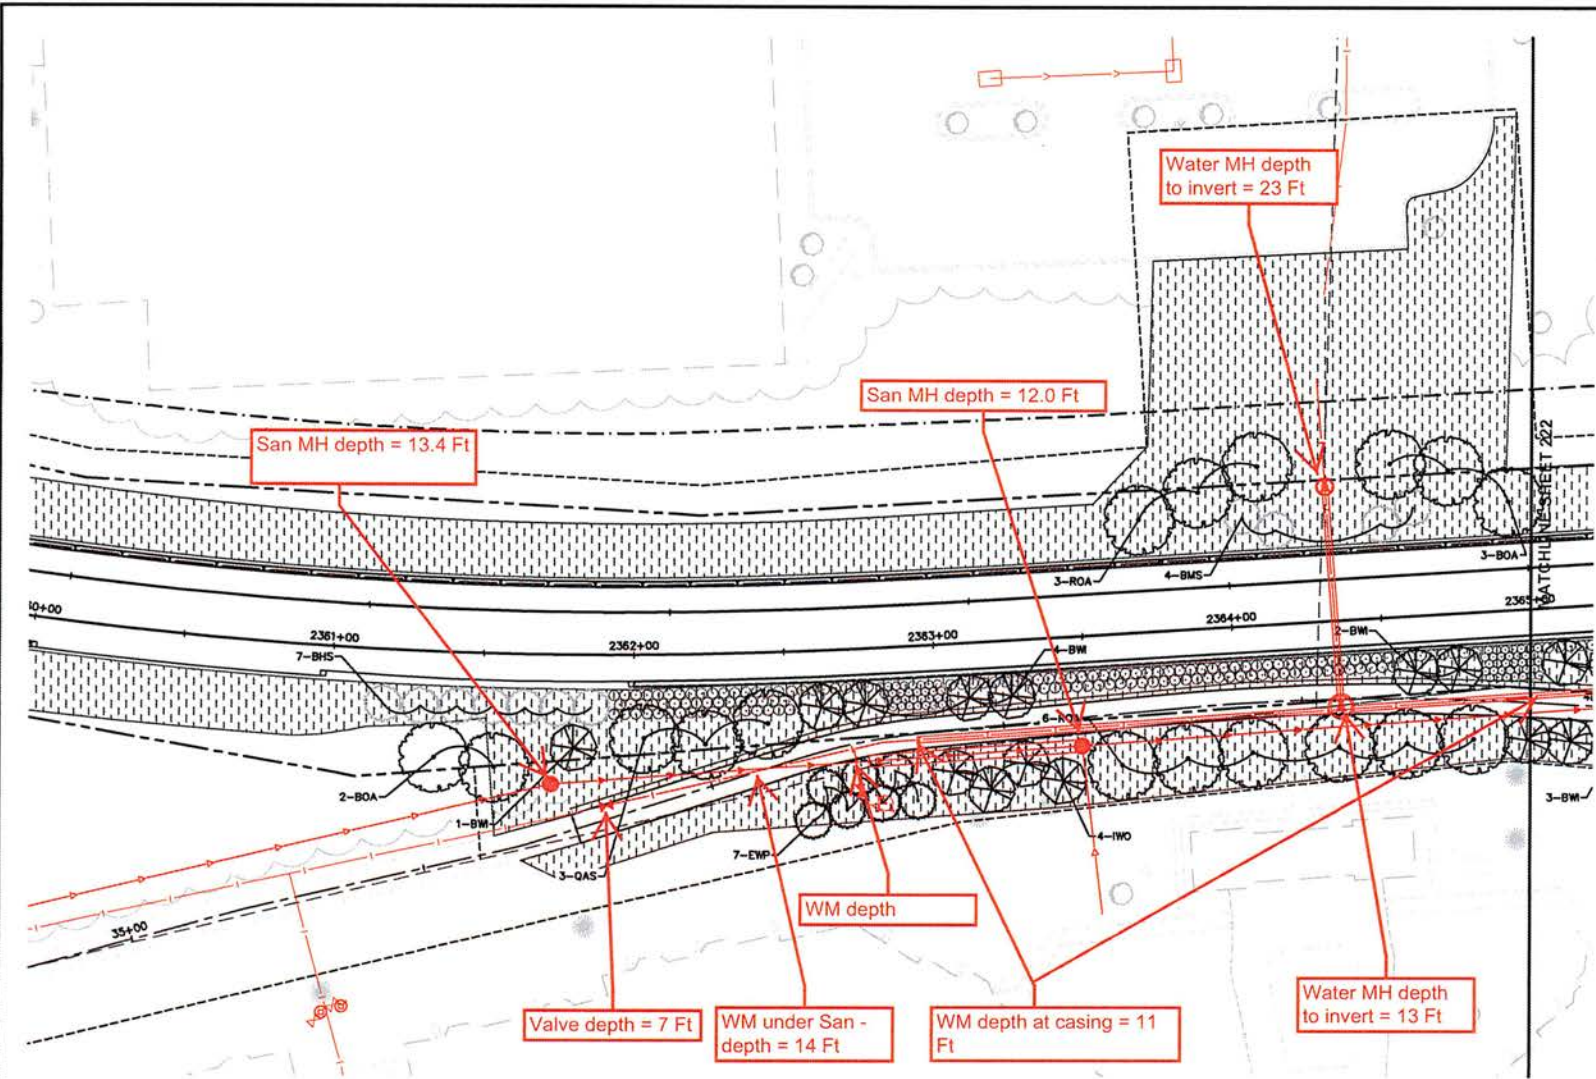 Water MH depth
to invert = 23 Ft
San MH depth = 12.0 Ft
San MH depth = 13.4 Ft
MATCHLINE SHEET 222
3-BOA
3-ROA
4-BMS
2361+00
2362+00
2363+00
2364+00
7-BHS
4-BWI
2-BWI
2-BOA
1-BWI
3-QAS
7-EWP
4-IWO
3-BWI
35+00
WM depth
Valve depth = 7 Ft
WM under San -
depth = 14 Ft
WM depth at casing = 11
Ft
Water MH depth
to invert = 13 Ft